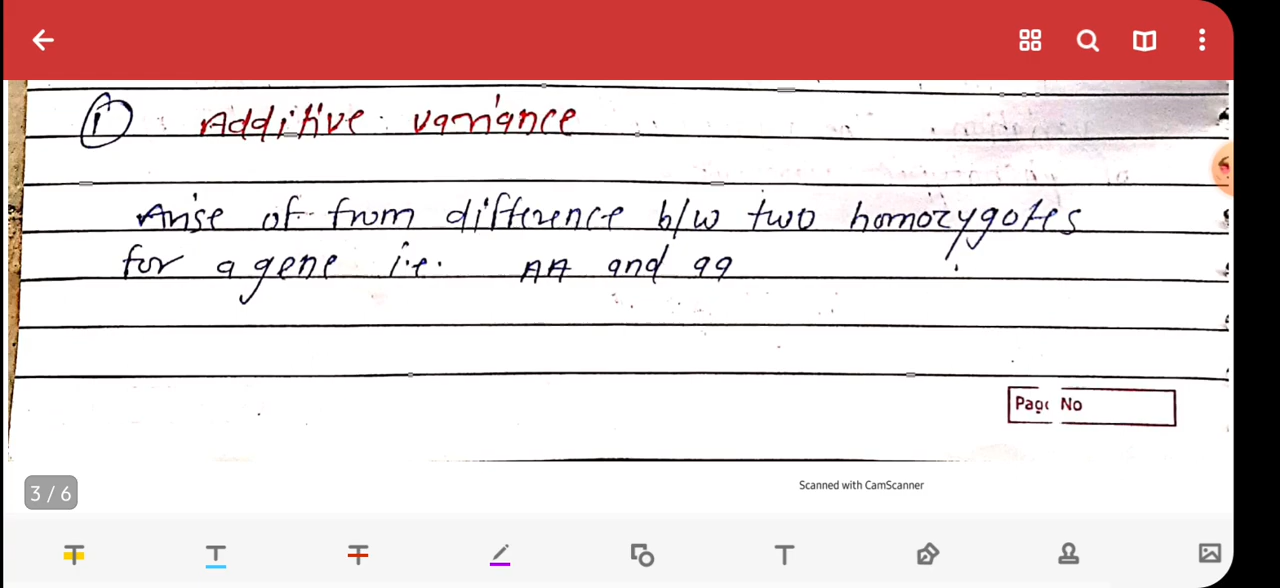 i Additive variance
Arise of from difference b/w two homozygotes
for a gene i.e. AA and aa
Page No
3 / 6
Scanned with CamScanner